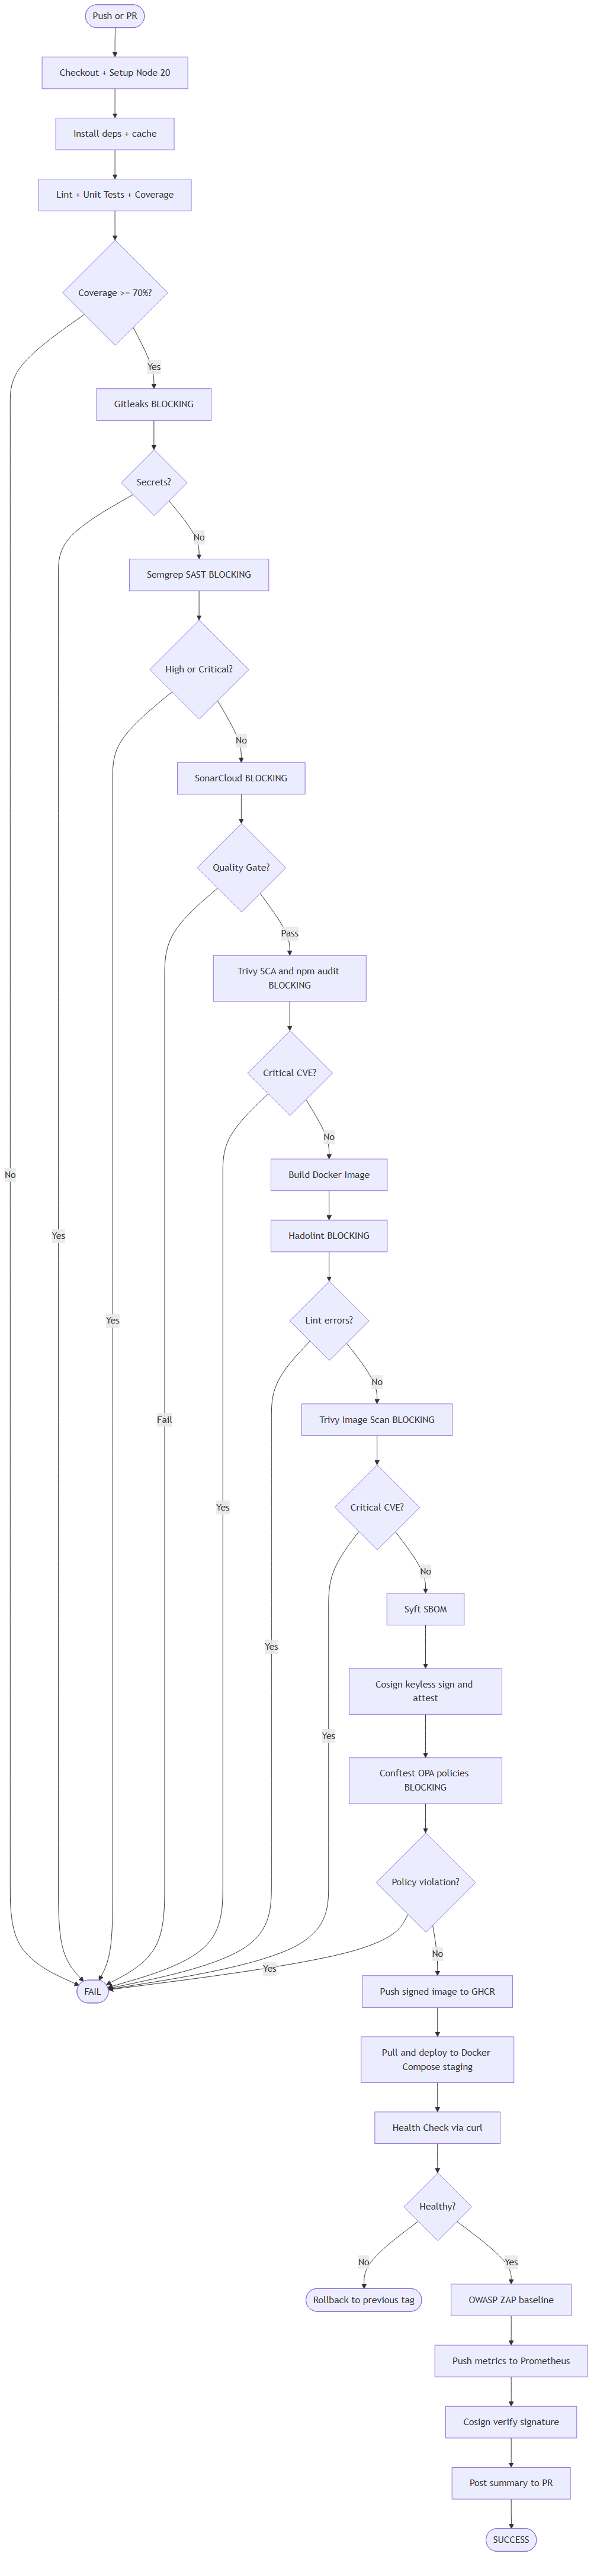 Push or PR
Checkout + Setup Node 20
Install deps + cache
Lint + Unit Tests + Coverage
Coverage >= 70%?
Yes
Gitleaks BLOCKING
Secrets?
No
Semgrep SAST BLOCKING
High or Critical?
No
SonarCloud BLOCKING
Quality Gate?
Pass
Trivy SCA and npm audit
BLOCKING
Critical CVE?
No
Build Docker Image
No
Hadolint BLOCKING
Yes
Lint errors?
Yes
No
Trivy Image Scan BLOCKING
Fail
Critical CVE?
Yes
No
Syft SBOM
Yes
Cosign keyless sign and
attest
Yes
Conftest OPA policies
BLOCKING
Policy violation?
No
Yes
FAIL
Push signed image to GHCR
Pull and deploy to Docker
Compose staging
Health Check via curl
Healthy?
No
Yes
Rollback to previous tag
OWASP ZAP baseline
Push metrics to Prometheus
Cosign verify signature
Post summary to PR
SUCCESS